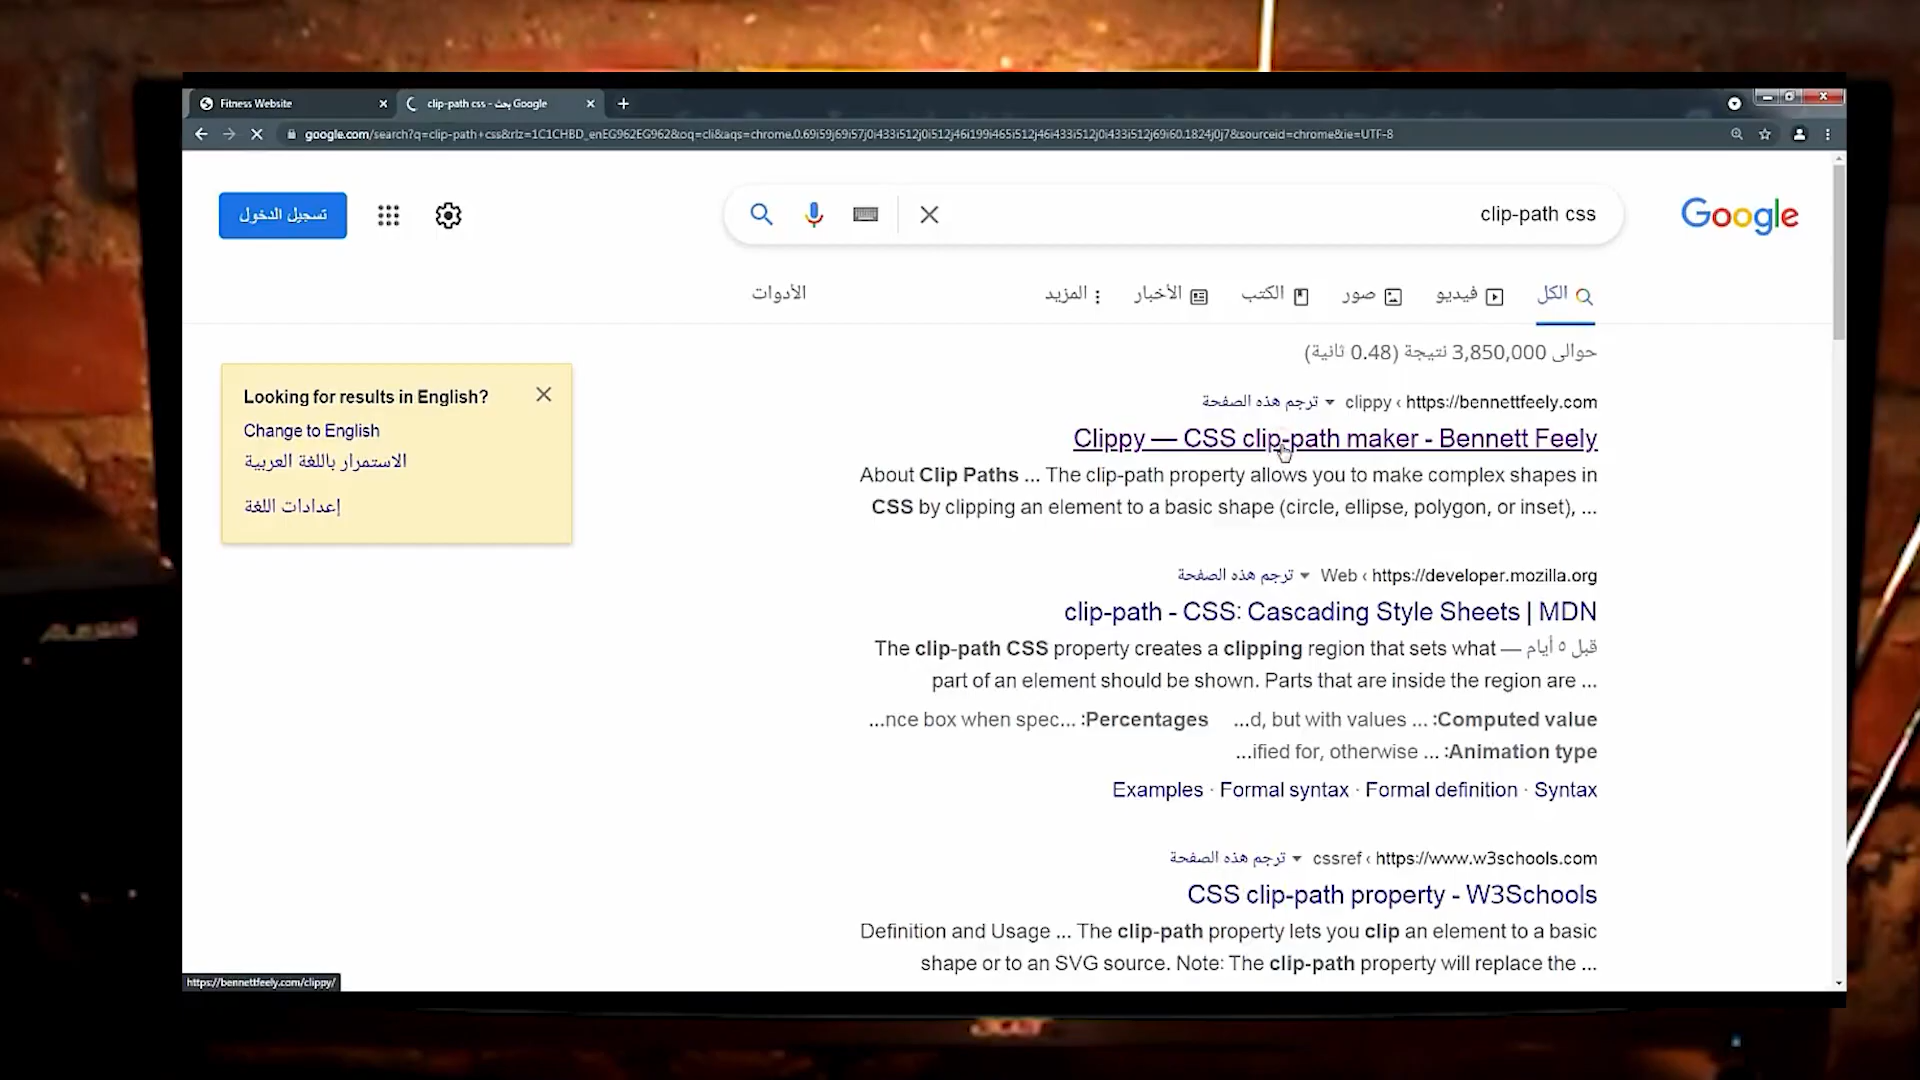 Fitness Website
clip-path css - بحث Google
google.com/search?q=clip-path+css&rlz=1C1CHBD_enEG962EG962&oq=cli&aqs=chrome.0.69i59j69i57j0i433i512j0i512j46i199i465i512j46i433i512j0i433i512j69i60.1824j0j7&sourceid=chrome&ie=UTF-8
تسجيل الدخول
clip-path css
Google
الكل
فيديو
صور
الكتب
الأخبار
المزيد
الأدوات
حوالى 3,850,000 نتيجة (0.48 ثانية)
Looking for results in English?
Change to English
الاستمرار باللغة العربية
إعدادات اللغة
https://bennettfeely.com › clippy ترجم هذه الصفحة
Clippy — CSS clip-path maker - Bennett Feely
About Clip Paths ... The clip-path property allows you to make complex shapes in
CSS by clipping an element to a basic shape (circle, ellipse, polygon, or inset), ...
https://developer.mozilla.org › Web ترجم هذه الصفحة
clip-path - CSS: Cascading Style Sheets | MDN
قبل ٥ أيام — The clip-path CSS property creates a clipping region that sets what
part of an element should be shown. Parts that are inside the region are ...
Computed value: ... d, but with values... Percentages: ...nce box when spec...
Animation type: ... ified for, otherwise...
Examples · Formal syntax · Formal definition · Syntax
https://www.w3schools.com › cssref ترجم هذه الصفحة
CSS clip-path property - W3Schools
Definition and Usage ... The clip-path property lets you clip an element to a basic
shape or to an SVG source. Note: The clip-path property will replace the ...
https://bennettfeely.com/clippy/
ALESIS
acer